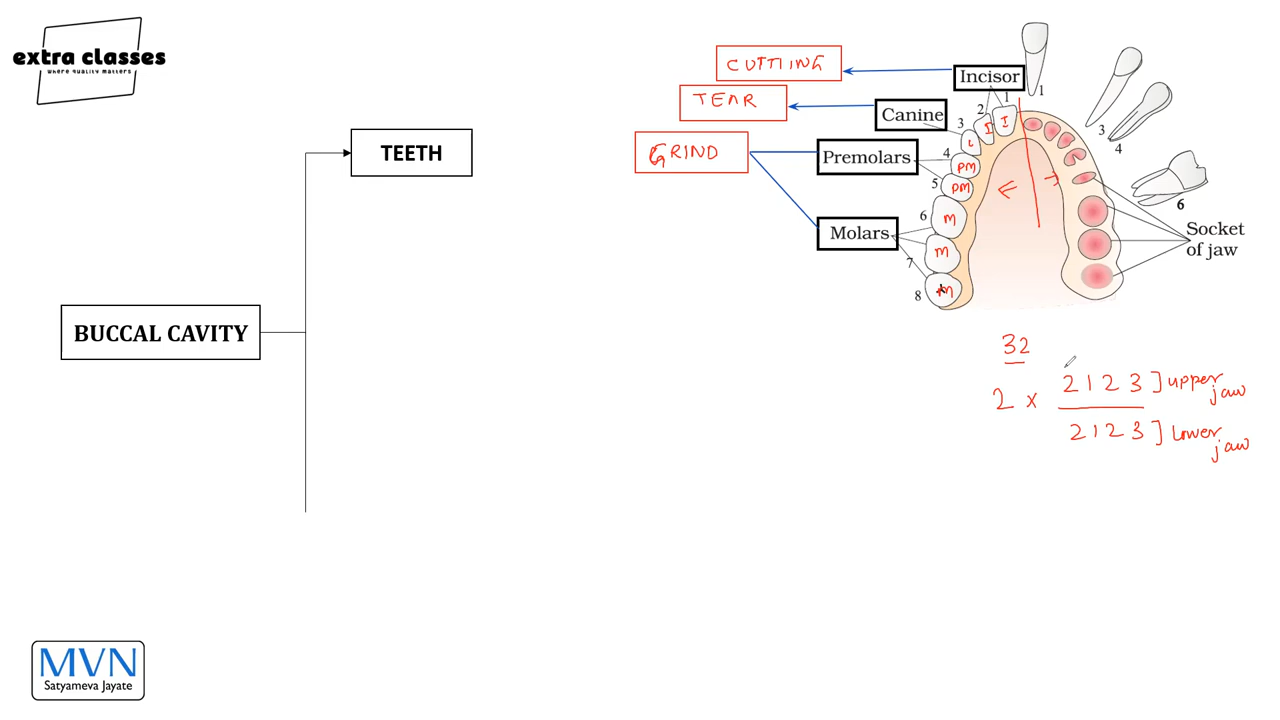 extra classes
where quality matters
TEETH
BUCCAL CAVITY
MVN
Satyameva Jayate
CUTTING
TEAR
GRIND
Incisor
Canine
Premolars
Molars
1
2
3
4
5
6
7
8
I
I
C
PM
PM
M
M
M
1
3
4
6
Socket
of jaw
32
2 x 2 1 2 3 ] upper jaw
2 1 2 3 ] lower jaw